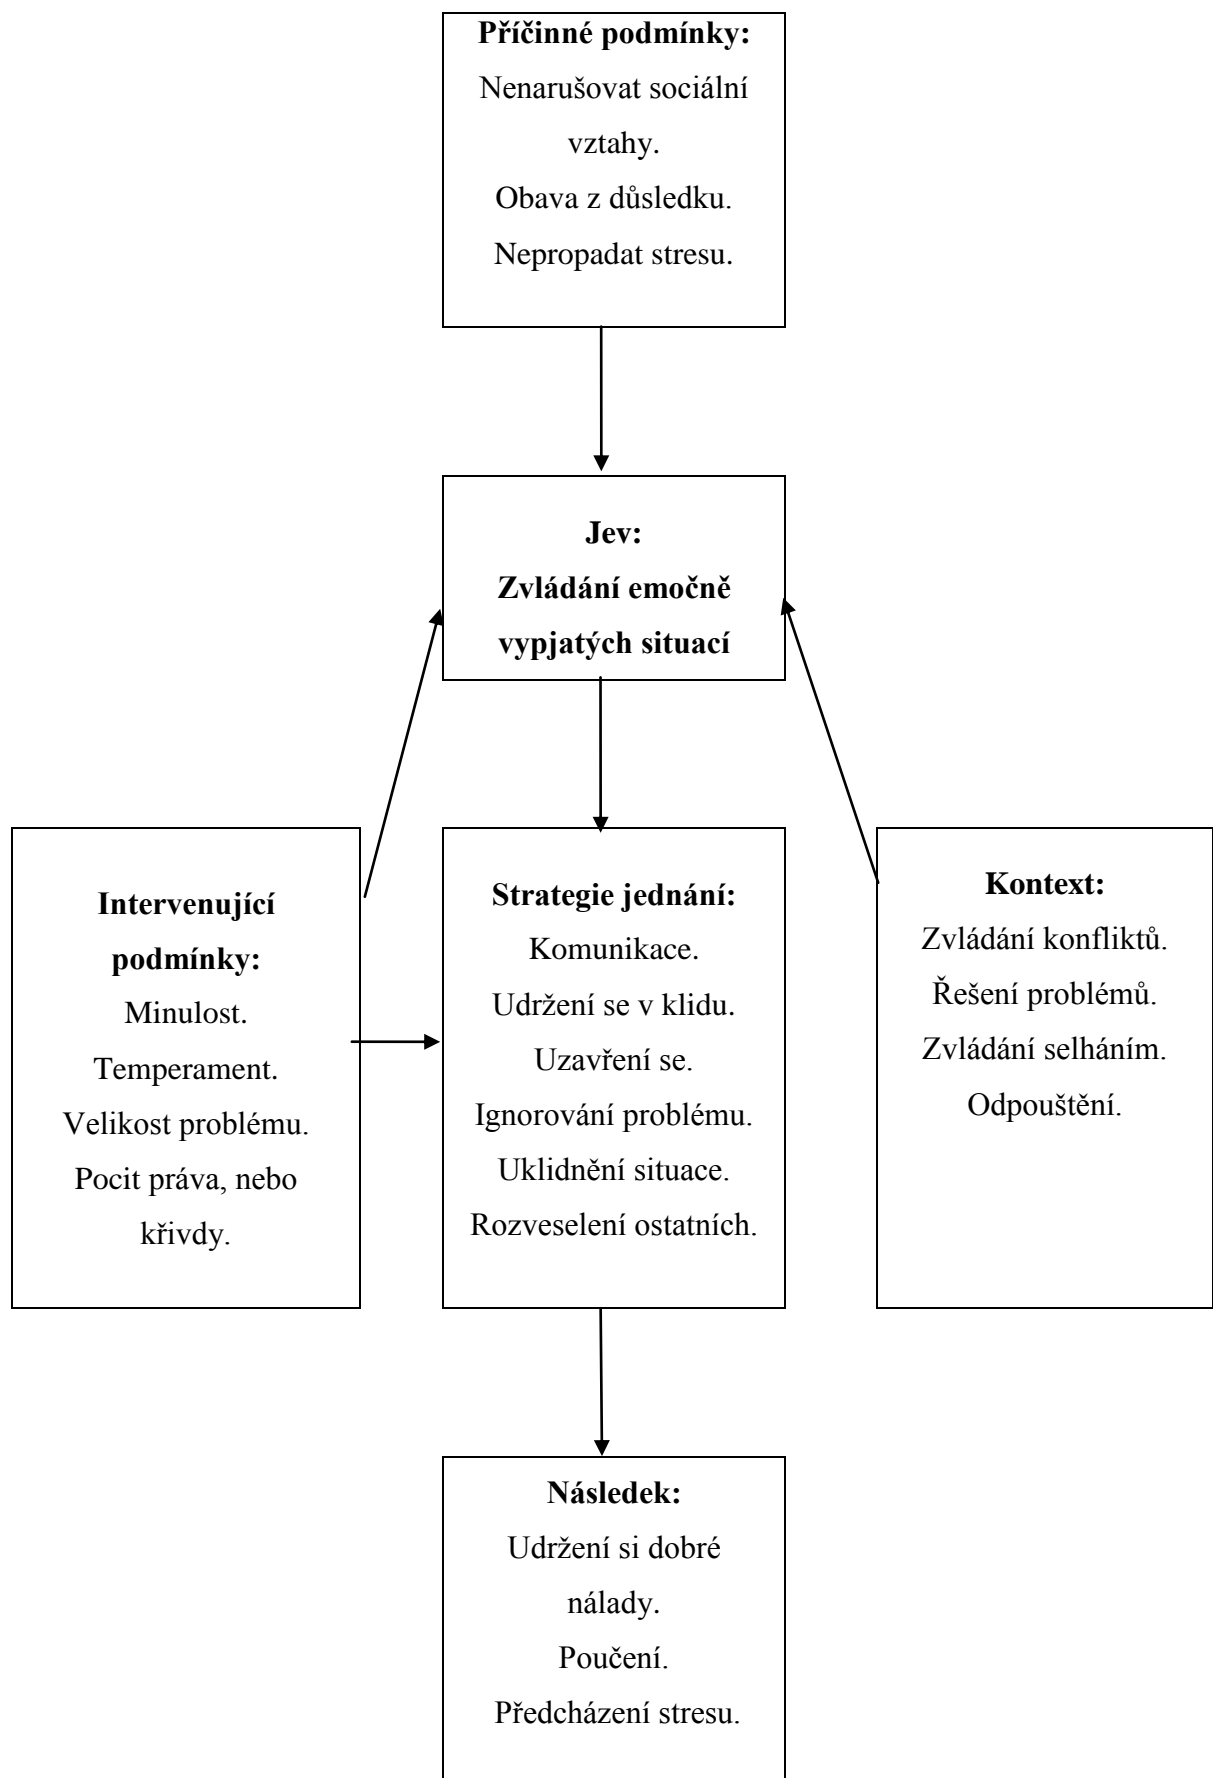 Příčinné podmínky:
Nenarušovat sociální
vztahy.
Obava z důsledku.
Nepropadat stresu.
Jev:
Zvládání emočně
vypjatých situací
Intervenující
podmínky:
Minulost.
Temperament.
Velikost problému.
Pocit práva, nebo
křivdy.
Strategie jednání:
Komunikace.
Udržení se v klidu.
Uzavření se.
Ignorování problému.
Uklidnění situace.
Rozveselení ostatních.
Kontext:
Zvládání konfliktů.
Řešení problémů.
Zvládání selháním.
Odpouštění.
Následek:
Udržení si dobré
nálady.
Poučení.
Předcházení stresu.